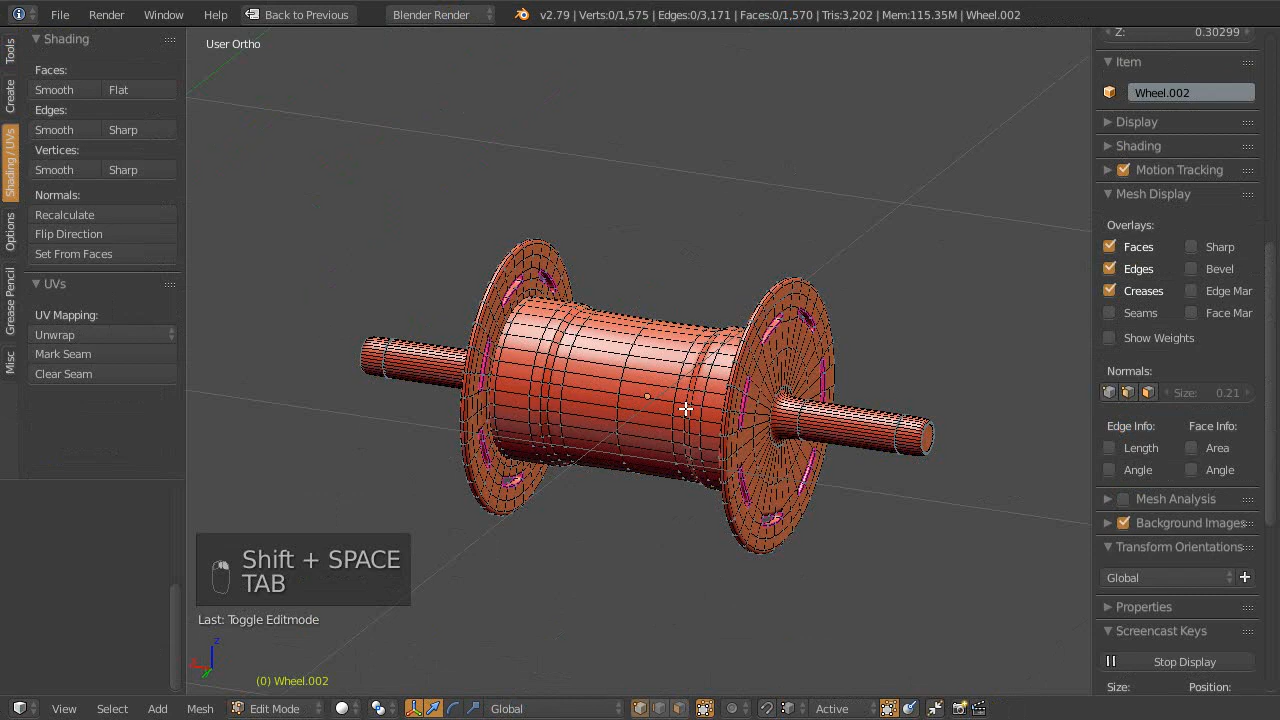 File Render Window Help Back to Previous Blender Render v2.79 | Verts:0/1,575 | Edges:0/3,171 | Faces:0/1,570 | Tris:3,202 | Mem:115.35M | Wheel.002
Tools
Create
Shading / UVs
Options
Grease Pencil
Misc
Shading
Faces:
Smooth Flat
Edges:
Smooth Sharp
Vertices:
Smooth Sharp
Normals:
Recalculate
Flip Direction
Set From Faces
UVs
UV Mapping:
Unwrap
Mark Seam
Clear Seam
User Ortho
Shift + SPACE
TAB
Last: Toggle Editmode
z
(0) Wheel.002
Z: 0.30299
Item
Wheel.002
Display
Shading
Motion Tracking
Mesh Display
Overlays:
Faces Sharp
Edges Bevel
Creases Edge Mar
Seams Face Mar
Show Weights
Normals:
Size: 0.21
Edge Info: Face Info:
Length Area
Angle Angle
Mesh Analysis
Background Images
Transform Orientations
Global
Properties
Screencast Keys
Stop Display
Size: Position:
View Select Add Mesh Edit Mode Global Active